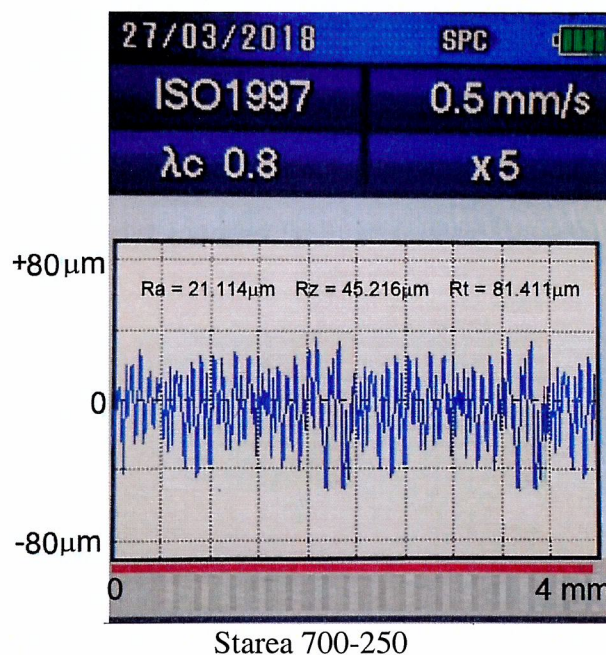 27/03/2018 SPC
ISO1997 0.5 mm/s
λc 0.8 x5
+80µm
Ra = 21.114µm Rz = 45.216µm Rt = 81.411µm
0
-80µm
0 4 mm
Starea 700-250